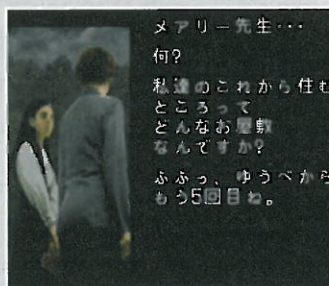 メアリー先生・・・
何?
私達のこれから住む
ところって
どんなお屋敷
なんですか?
ふふっ、ゆうべから
もう5回目ね。